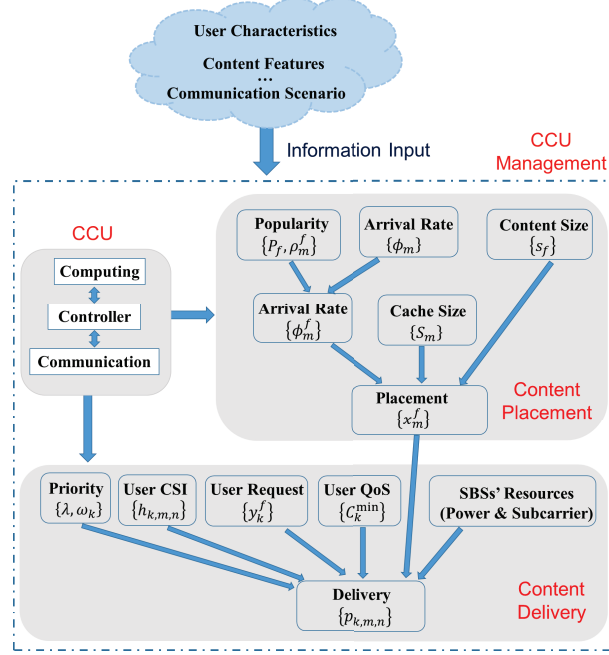 User Characteristics
Content Features
...
Communication Scenario
Information Input
CCU
Management
CCU
Computing
Controller
Communication
Popularity
{P_f, ρ_m^f}
Arrival Rate
{ϕ_m}
Content Size
{s_f}
Arrival Rate
{ϕ_m^f}
Cache Size
{S_m}
Placement
{x_m^f}
Content
Placement
Priority
{λ, ω_k}
User CSI
{h_{k,m,n}}
User Request
{y_k^f}
User QoS
{C_k^min}
SBSs' Resources
(Power & Subcarrier)
Delivery
{p_{k,m,n}}
Content
Delivery